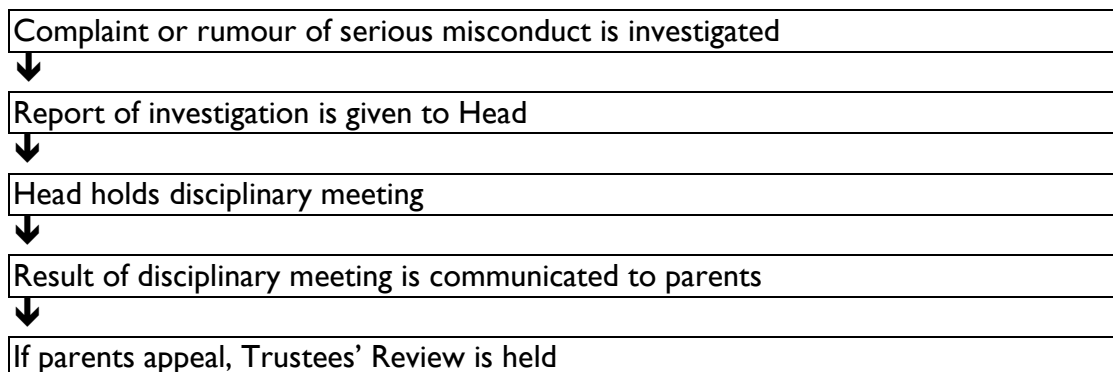 Complaint or rumour of serious misconduct is investigated
Report of investigation is given to Head
Head holds disciplinary meeting
Result of disciplinary meeting is communicated to parents
If parents appeal, Trustees’ Review is held